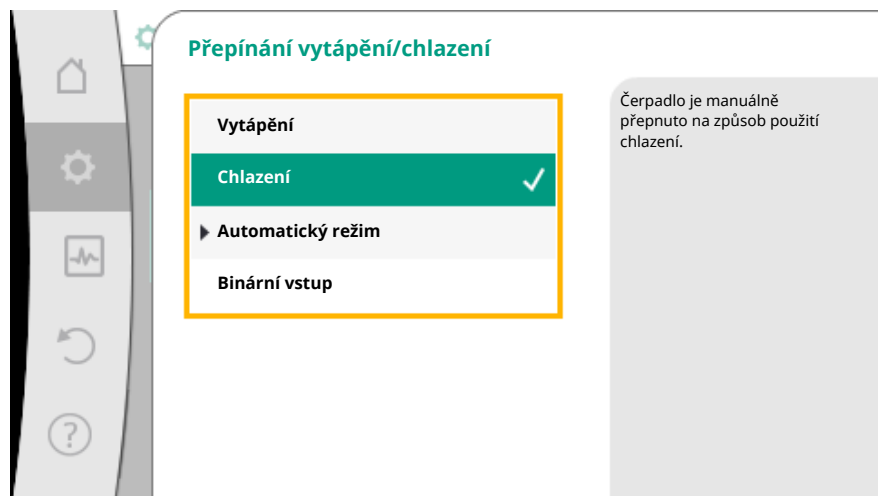 Přepínání vytápění/chlazení
Vytápění
Chlazení
Automatický režim
Binární vstup
Čerpadlo je manuálně
přepnuto na způsob použití
chlazení.
?